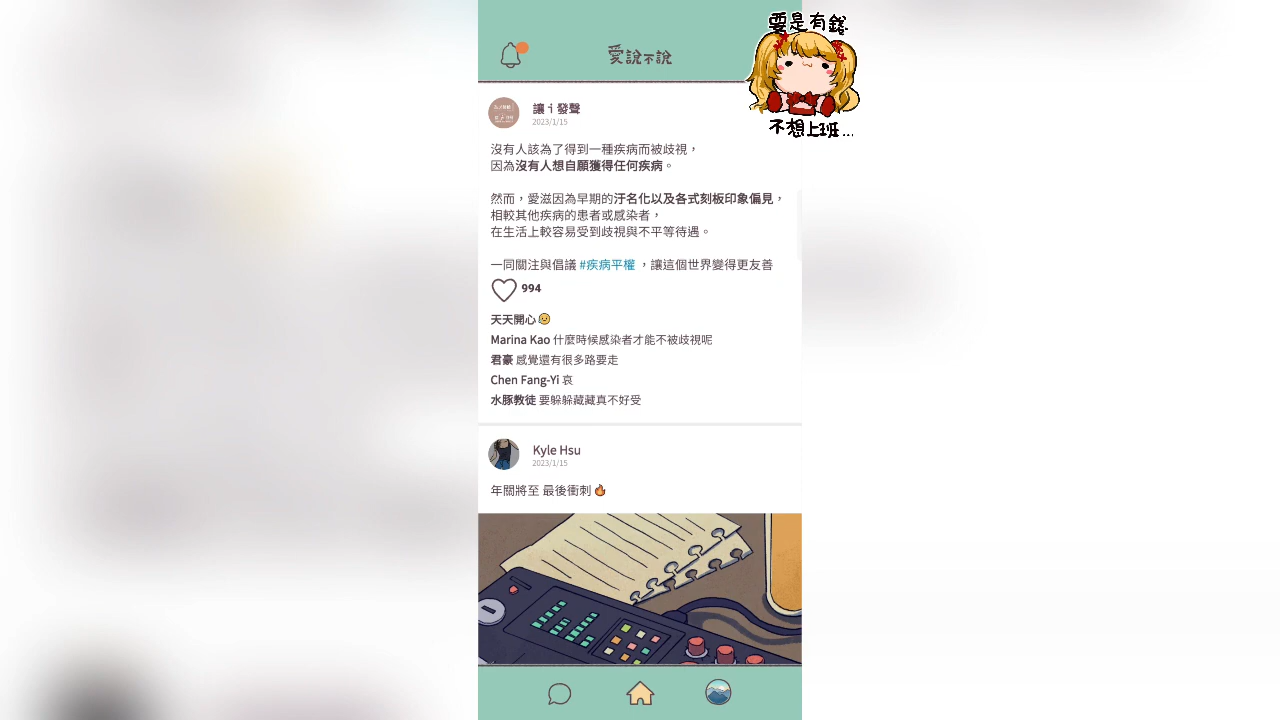 要是有錢
不想上班...
愛說不說
讓 i 發聲
2023/1/15
沒有人該為了得到一種疾病而被歧視，
因為沒有人想自願獲得任何疾病。
然而，愛滋因為早期的汙名化以及各式刻板印象偏見，
相較其他疾病的患者或感染者，
在生活上較容易受到歧視與不平等待遇。
一同關注與倡議 #疾病平權 ，讓這個世界變得更友善
994
天天開心 😥
Marina Kao 什麼時候感染者才能不被歧視呢
君豪 感覺還有很多路要走
Chen Fang-Yi 哀
水豚教徒 要躲躲藏藏真不好受
Kyle Hsu
2023/1/15
年關將至 最後衝刺 🔥